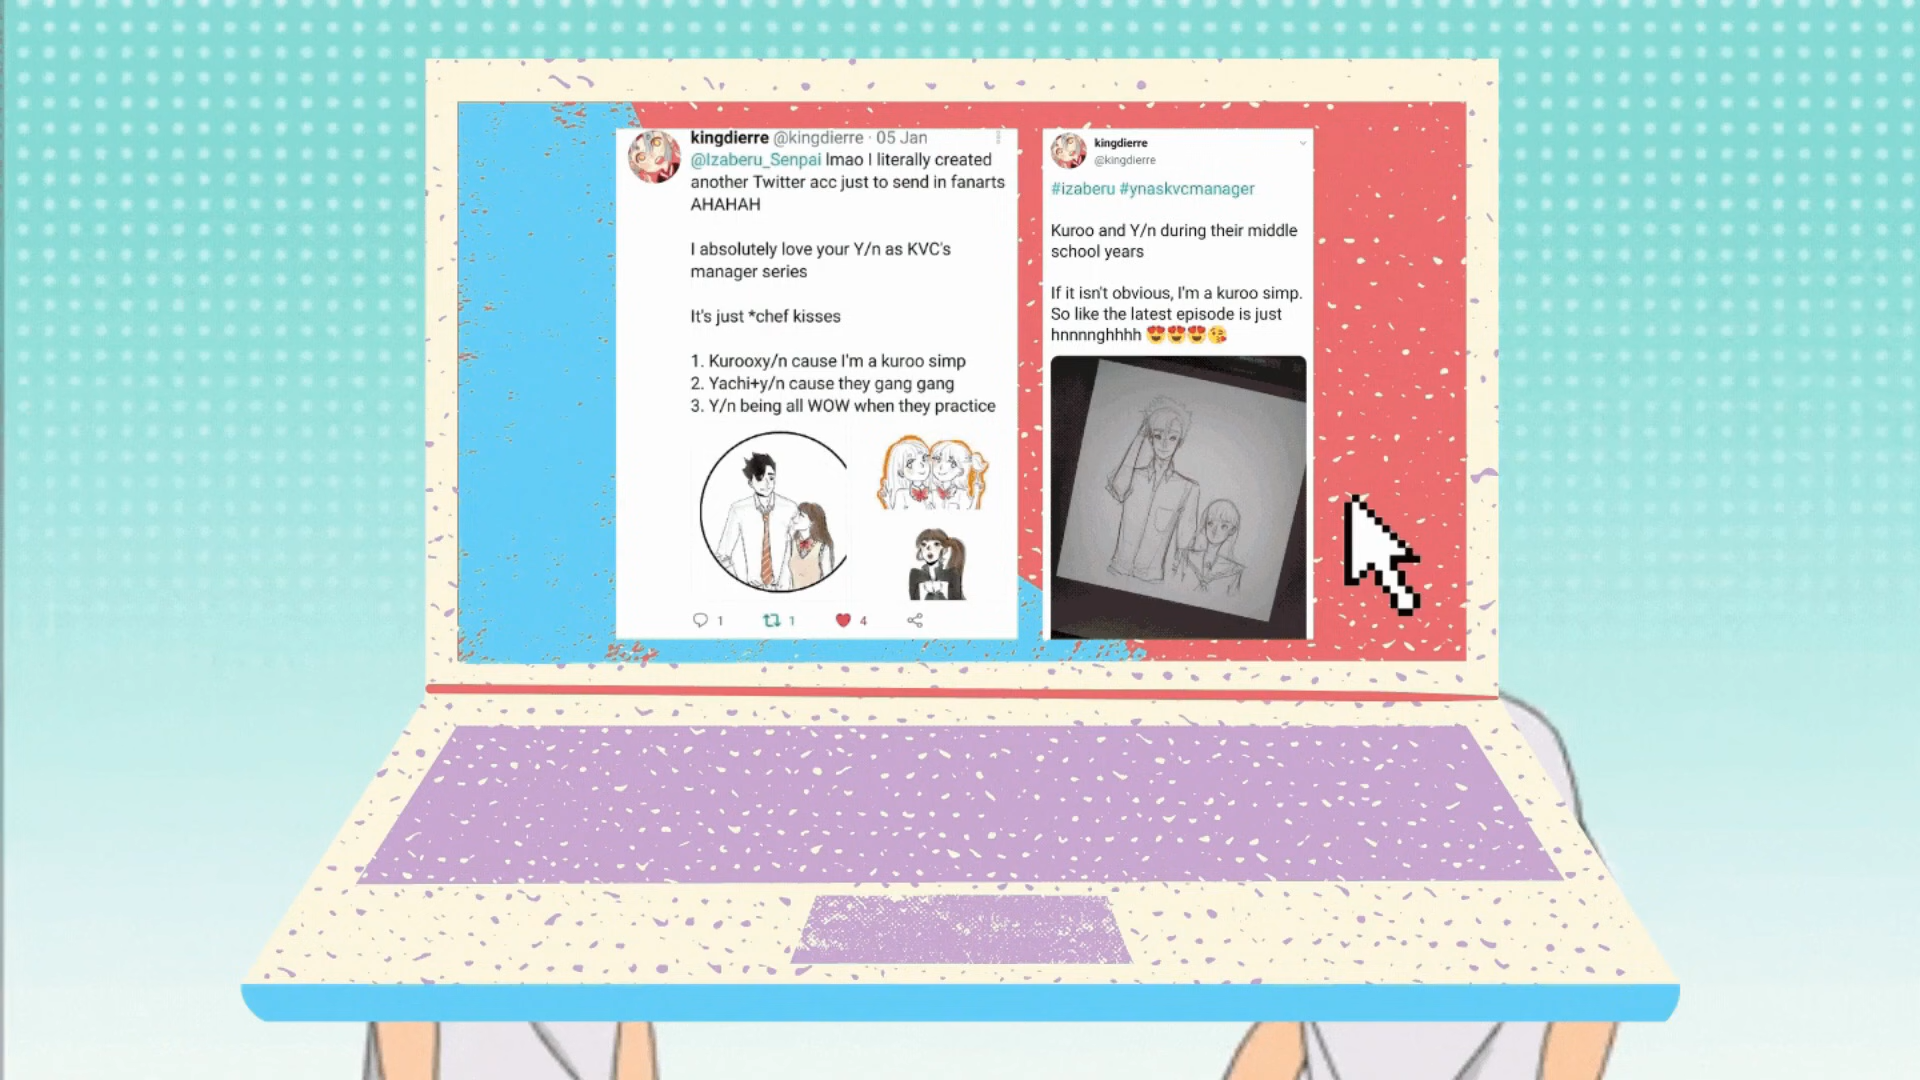 kingdierre @kingdierre · 05 Jan
@Izaberu_Senpai lmao I literally created
another Twitter acc just to send in fanarts
AHAHAH
I absolutely love your Y/n as KVC's
manager series
It's just *chef kisses
1. Kurooxy/n cause I'm a kuroo simp
2. Yachi+y/n cause they gang gang
3. Y/n being all WOW when they practice
1 1 4
kingdierre
@kingdierre
#izaberu #ynaskvcmanager
Kuroo and Y/n during their middle
school years
If it isn't obvious, I'm a kuroo simp.
So like the latest episode is just
hnnnnghhhh 😍😍😍😘